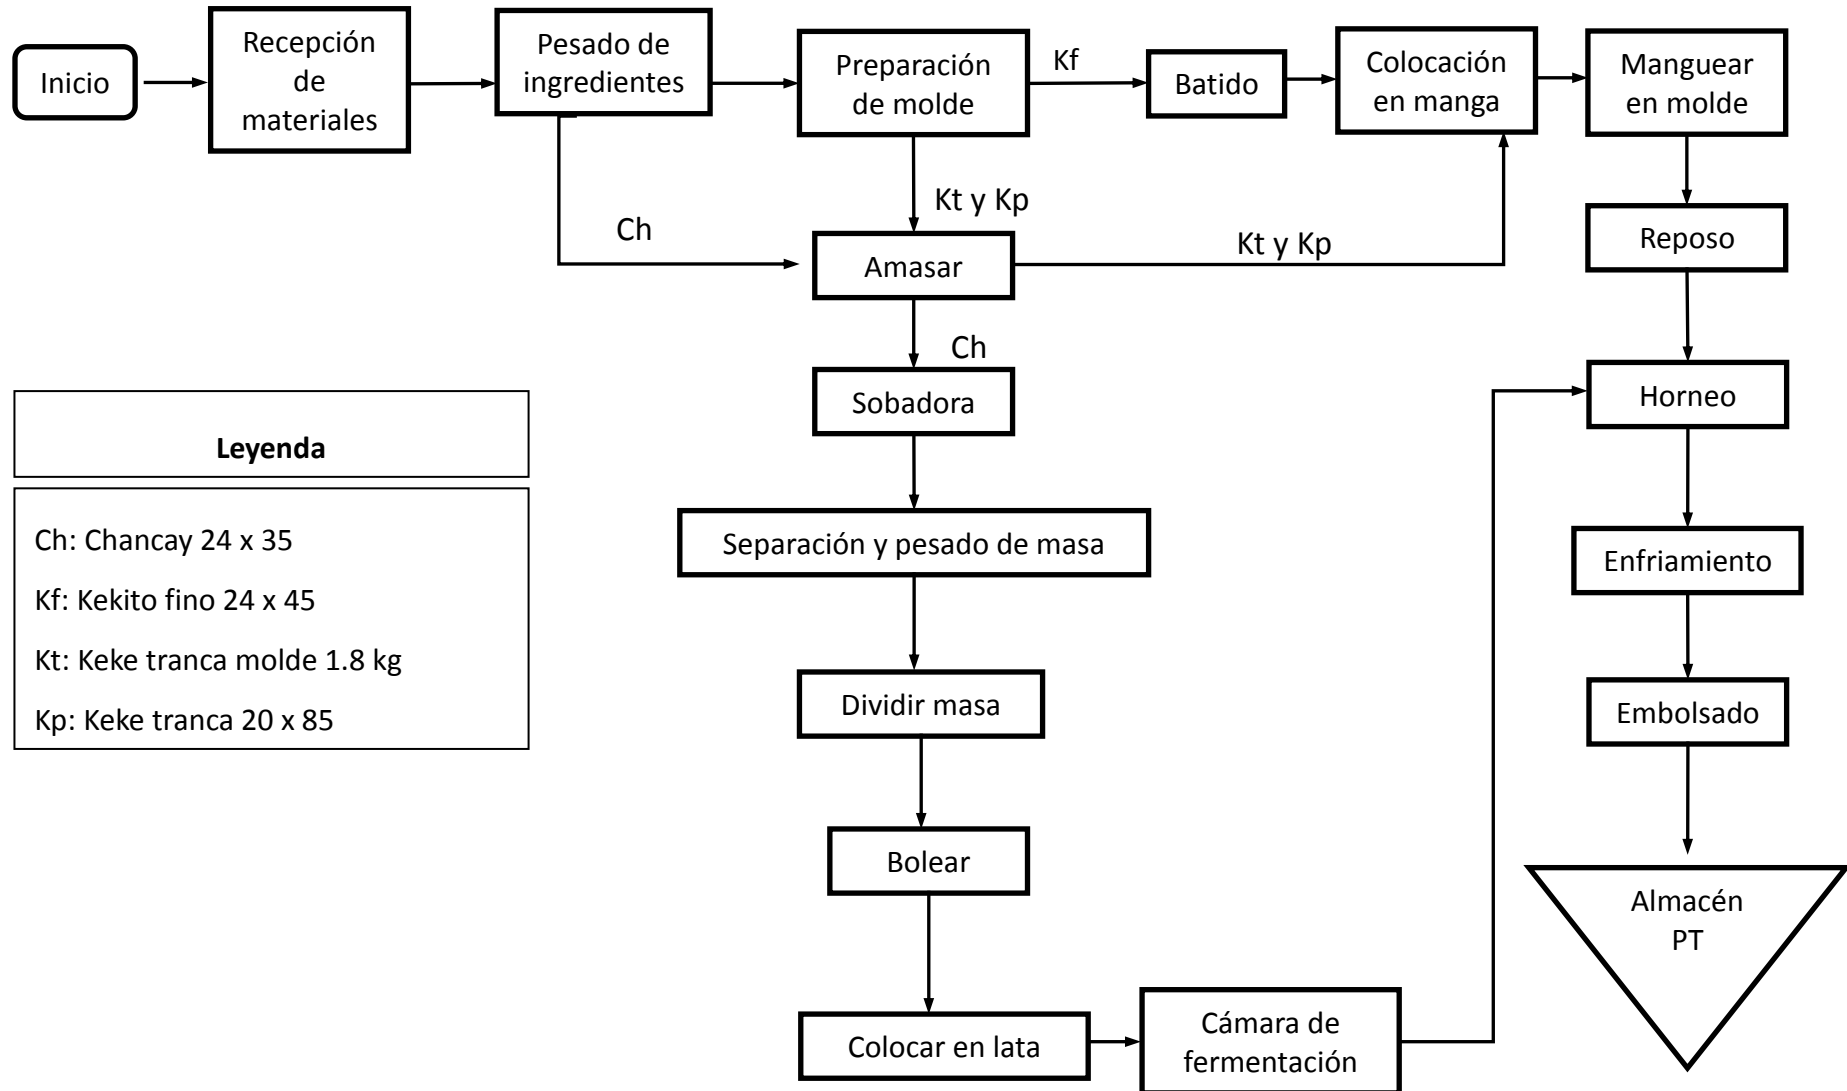 Inicio
Recepción
de
materiales
Pesado de
ingredientes
Preparación
de molde
Kf
Batido
Colocación
en manga
Manguear
en molde
Ch
Kt y Kp
Kt y Kp
Reposo
Amasar
Ch
Sobadora
Horneo
Leyenda
Ch: Chancay 24 x 35
Kf: Kekito fino 24 x 45
Kt: Keke tranca molde 1.8 kg
Kp: Keke tranca 20 x 85
Separación y pesado de masa
Enfriamiento
Dividir masa
Embolsado
Bolear
Almacén
PT
Colocar en lata
Cámara de
fermentación